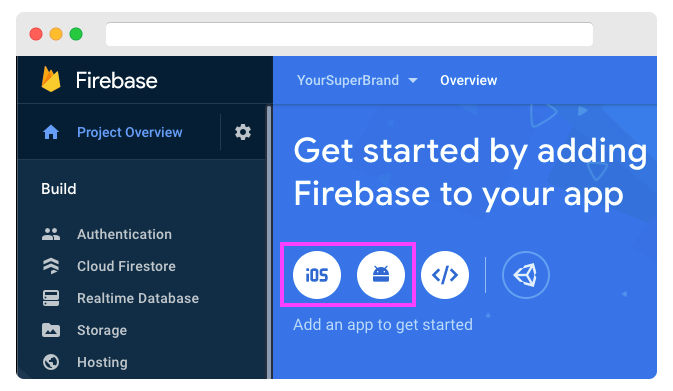 Firebase
Project Overview
Build
Authentication
Cloud Firestore
Realtime Database
Storage
Hosting
YourSuperBrand
Overview
Get started by adding
Firebase to your app
iOS
</>
Add an app to get started